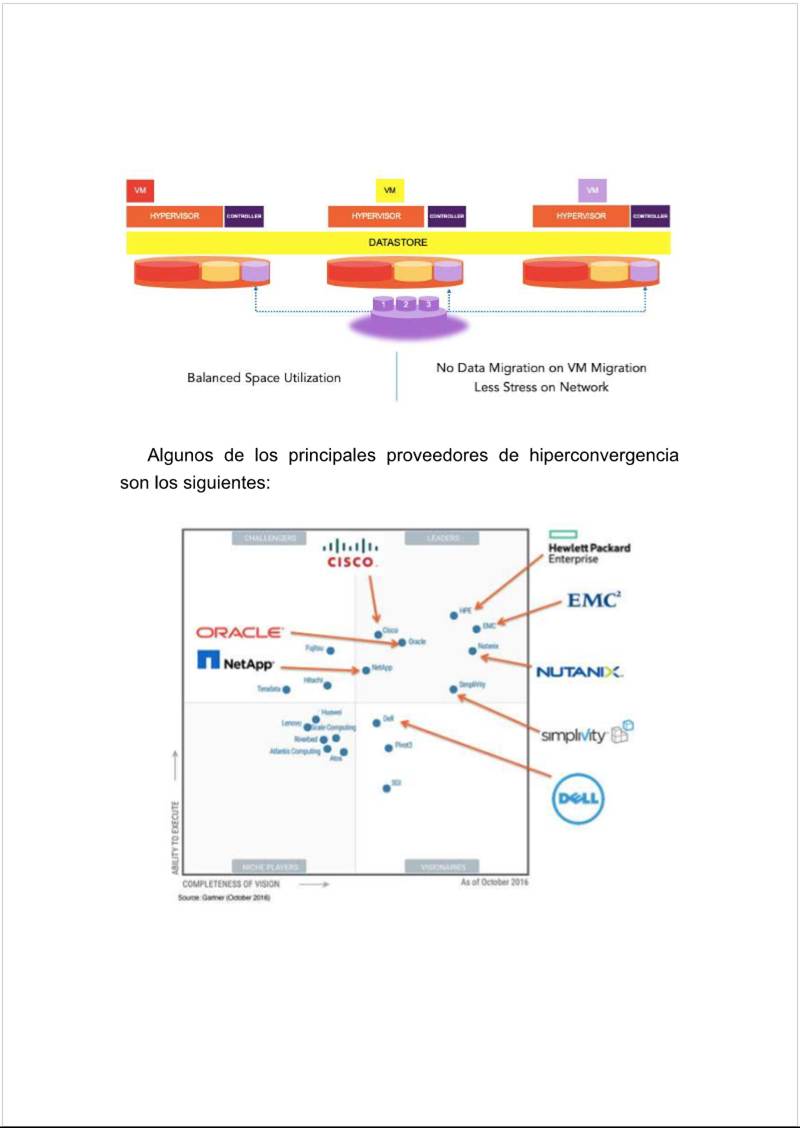 VM
VM
VM
HYPERVISOR CONTROLLER
HYPERVISOR CONTROLLER
HYPERVISOR CONTROLLER
DATASTORE
1 2 3
Balanced Space Utilization
No Data Migration on VM Migration
Less Stress on Network
Algunos de los principales proveedores de hiperconvergencia
son los siguientes:
CHALLENGERS
LEADERS
CISCO
Hewlett Packard
Enterprise
EMC²
ORACLE
NetApp
NUTANIX
simplivity
DELL
HPE
EMC
Cisco
Oracle
Nutanix
Fujitsu
NetApp
Hitachi
Teradata
Simplivity
Huawei
Lenovo
Scale Computing
Dell
Riverbed
Pivot3
Atlantis Computing
Atos
SGI
ABILITY TO EXECUTE
NICHE PLAYERS
VISIONARIES
COMPLETENESS OF VISION
As of October 2016
Source: Gartner (October 2016)